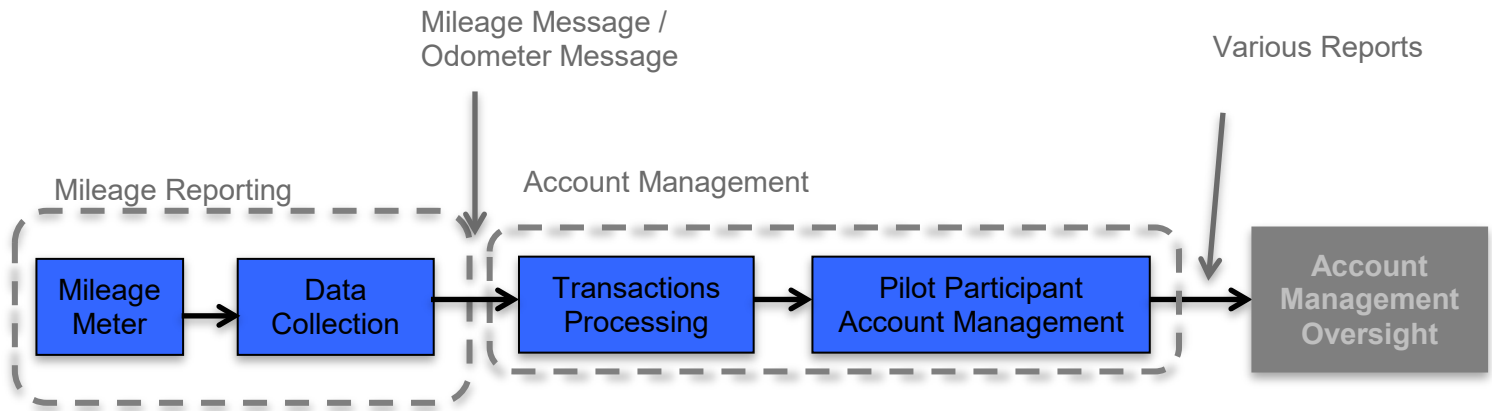 Mileage Message /
Odometer Message
Various Reports
Mileage Reporting
Account Management
Mileage
Meter
Data
Collection
Transactions
Processing
Pilot Participant
Account Management
Account
Management
Oversight